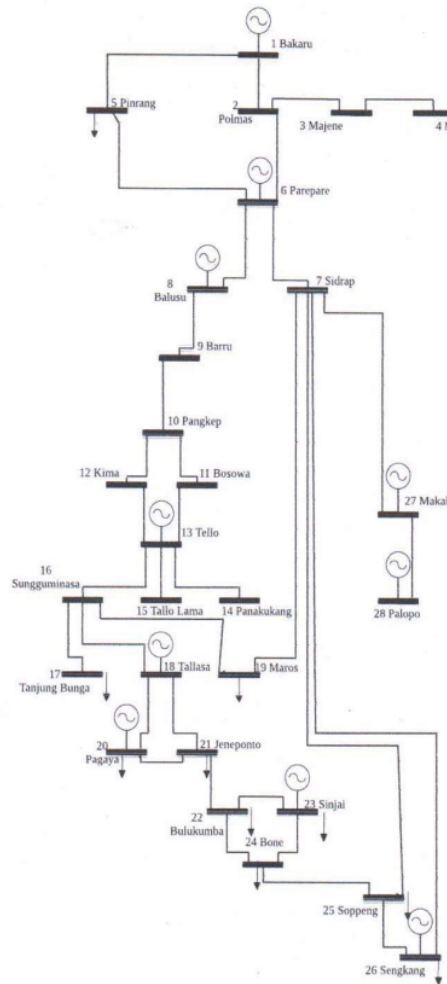 1 Bakaru
5 Pinrang
2
Polmas
3 Majene
4
6 Parepare
8
Balusu
7 Sidrap
9 Barru
10 Pangkep
12 Kima
11 Bosowa
27 Makal
13 Tello
16
Sungguminasa
15 Tallo Lama
14 Panakukang
28 Palopo
17
Tanjung Bunga
18 Tallasa
19 Maros
20
Pagaya
21 Jeneponto
22
Bulukumba
23 Sinjai
24 Bone
25 Soppeng
26 Sengkang